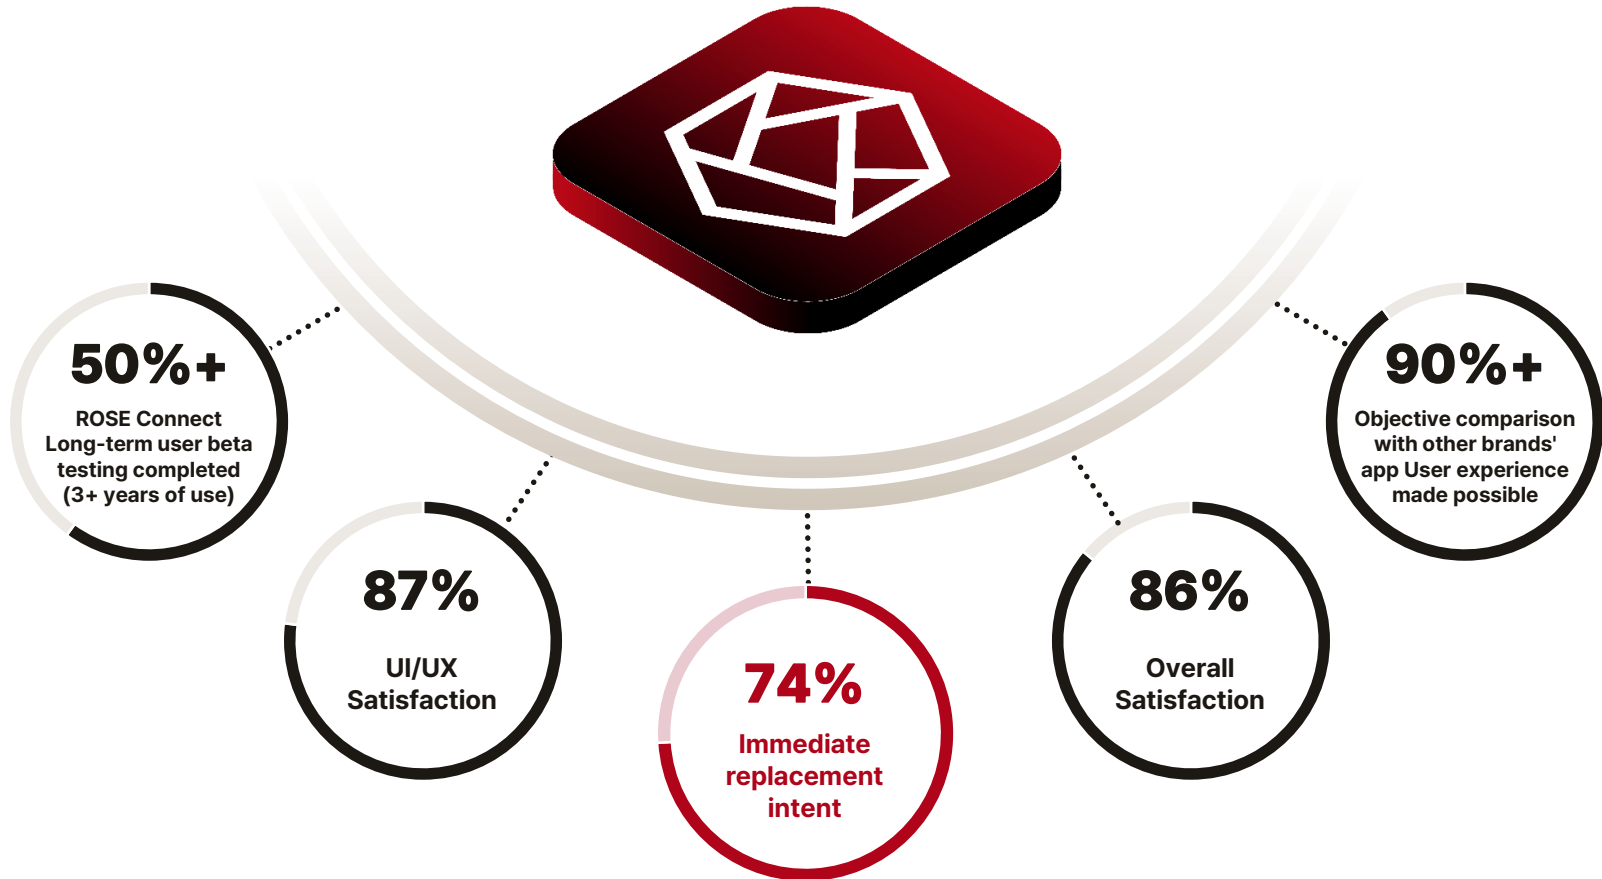 50%+
ROSE Connect
Long-term user beta
testing completed
(3+ years of use)
87%
UI/UX
Satisfaction
74%
Immediate
replacement
intent
86%
Overall
Satisfaction
90%+
Objective comparison
with other brands'
app User experience
made possible